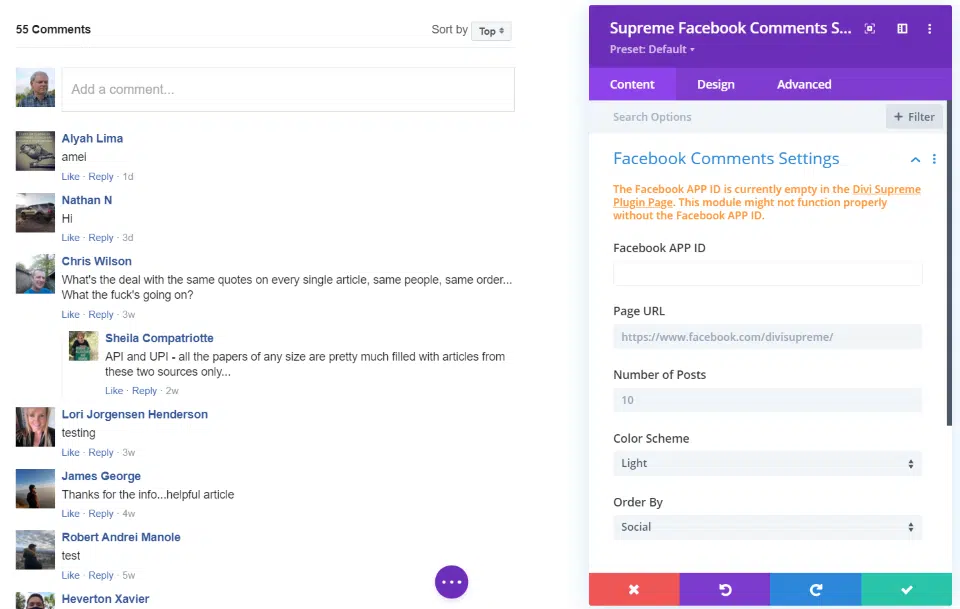 55 Comments
Sort by Top
Add a comment...
Alyah Lima
amei
Like · Reply · 1d
Nathan N
Hi
Like · Reply · 3d
Chris Wilson
What's the deal with the same quotes on every single article, same people, same order...
What the fuck's going on?
Like · Reply · 3w
Sheila Compatriotte
API and UPI - all the papers of any size are pretty much filled with articles from
these two sources only...
Like · Reply · 2w
Lori Jorgensen Henderson
testing
Like · Reply · 3w
James George
Thanks for the info...helpful article
Like · Reply · 4w
Robert Andrei Manole
test
Like · Reply · 5w
Heverton Xavier
Supreme Facebook Comments S...
Preset: Default
Content Design Advanced
Search Options + Filter
Facebook Comments Settings
The Facebook APP ID is currently empty in the Divi Supreme
Plugin Page. This module might not function properly
without the Facebook APP ID.
Facebook APP ID
Page URL
https://www.facebook.com/divisupreme/
Number of Posts
10
Color Scheme
Light
Order By
Social